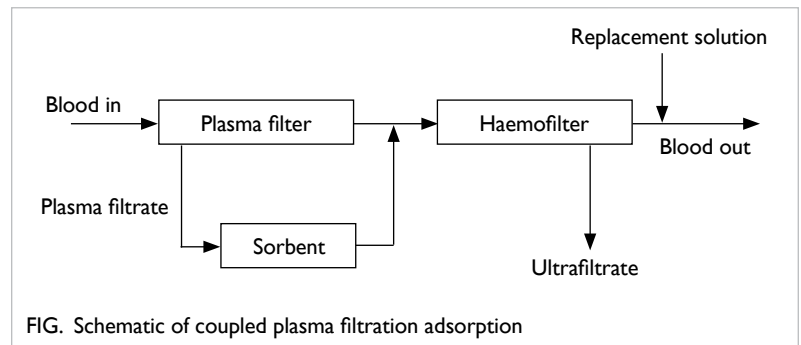 Replacement solution
Blood in
Plasma filter
Haemofilter
Blood out
Plasma filtrate
Sorbent
Ultrafiltrate
FIG. Schematic of coupled plasma filtration adsorption